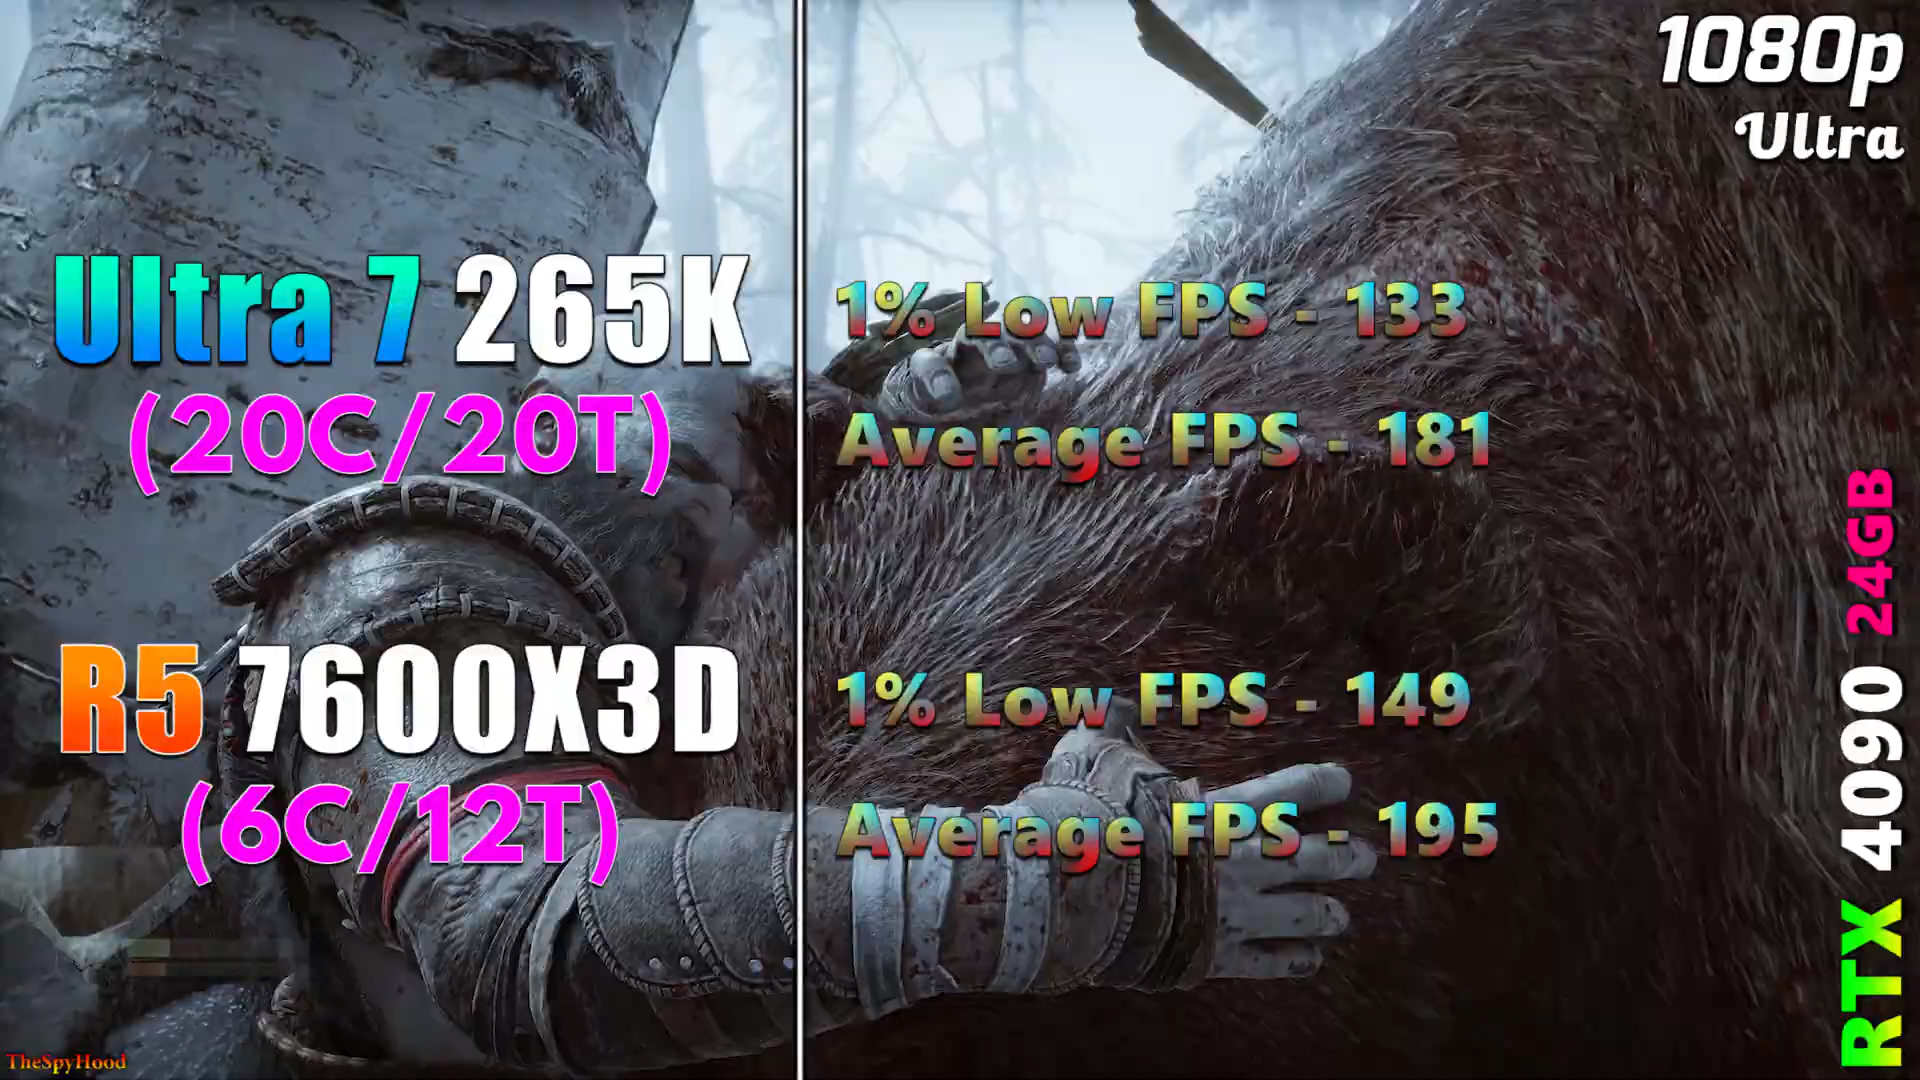 1080p
Ultra
Ultra 7 265K
(20C/20T)
1% Low FPS - 133
Average FPS - 181
R5 7600X3D
(6C/12T)
1% Low FPS - 149
Average FPS - 195
RTX 4090 24GB
TheSpyHood